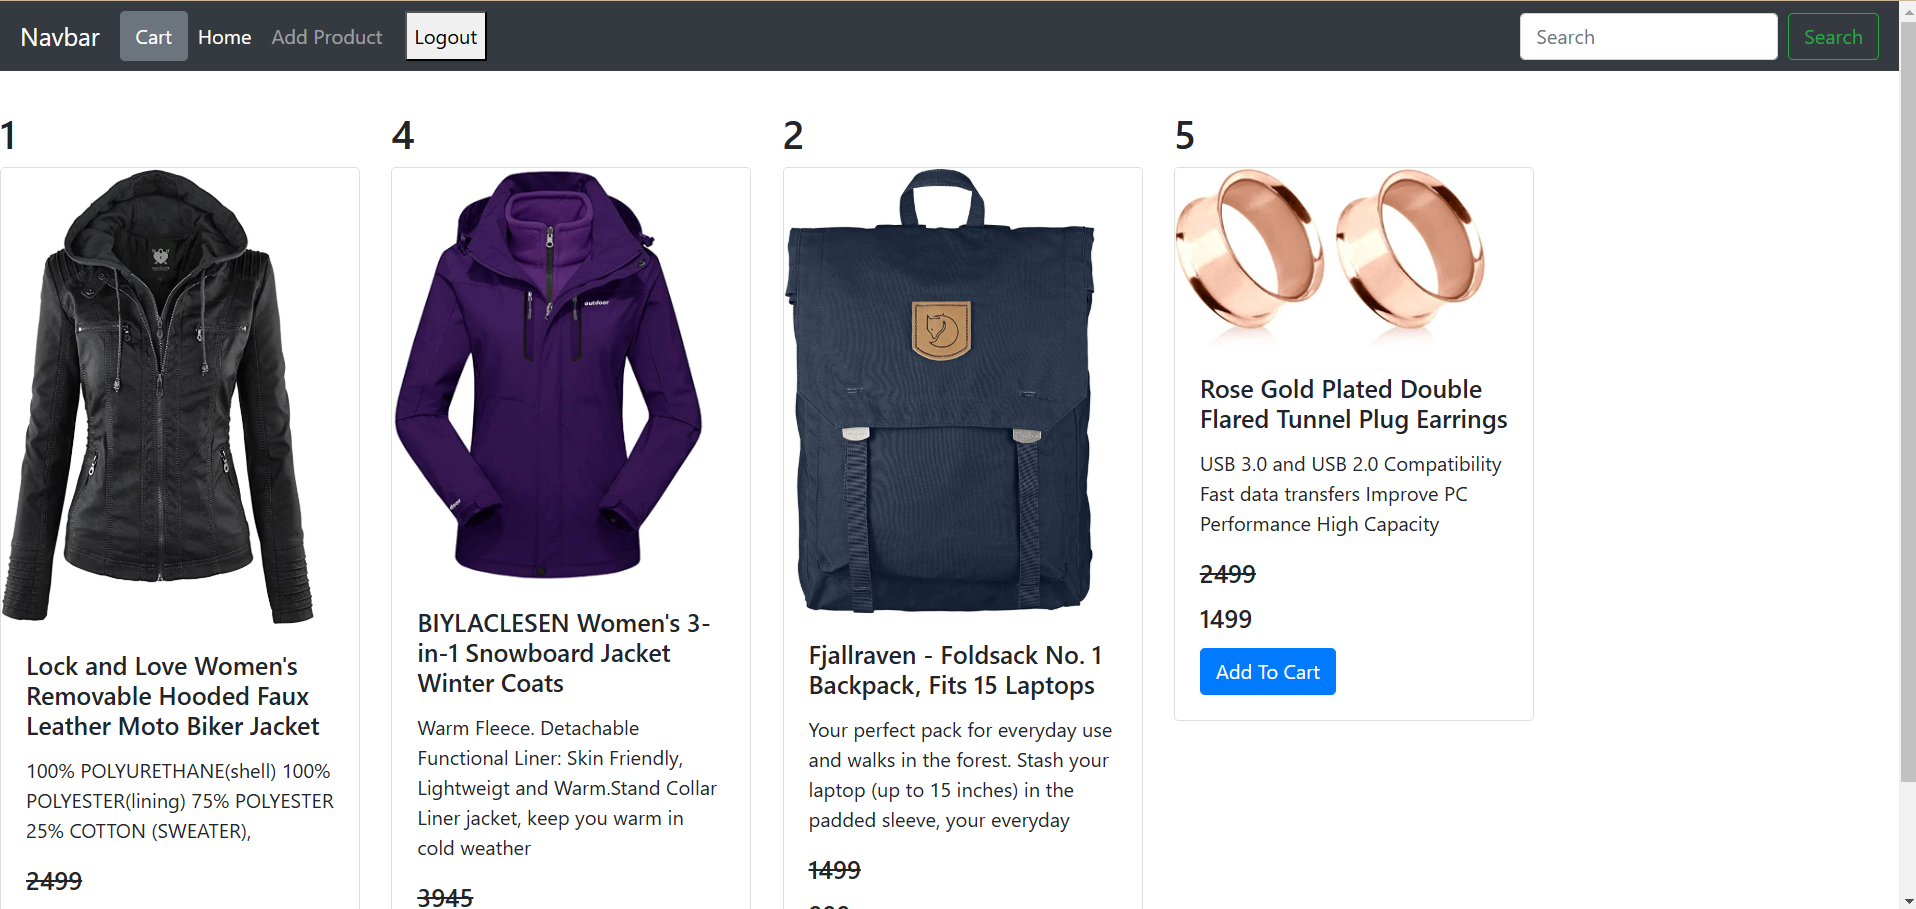 Navbar
Cart
Home
Add Product
Logout
Search
Search
1
Lock and Love Women's
Removable Hooded Faux
Leather Moto Biker Jacket
100% POLYURETHANE(shell) 100%
POLYESTER(lining) 75% POLYESTER
25% COTTON (SWEATER),
2499
4
outdoor
BIYLACLESEN Women's 3-
in-1 Snowboard Jacket
Winter Coats
Warm Fleece. Detachable
Functional Liner: Skin Friendly,
Lightweigt and Warm.Stand Collar
Liner jacket, keep you warm in
cold weather
3945
2
Fjallraven - Foldsack No. 1
Backpack, Fits 15 Laptops
Your perfect pack for everyday use
and walks in the forest. Stash your
laptop (up to 15 inches) in the
padded sleeve, your everyday
1499
5
Rose Gold Plated Double
Flared Tunnel Plug Earrings
USB 3.0 and USB 2.0 Compatibility
Fast data transfers Improve PC
Performance High Capacity
2499
1499
Add To Cart